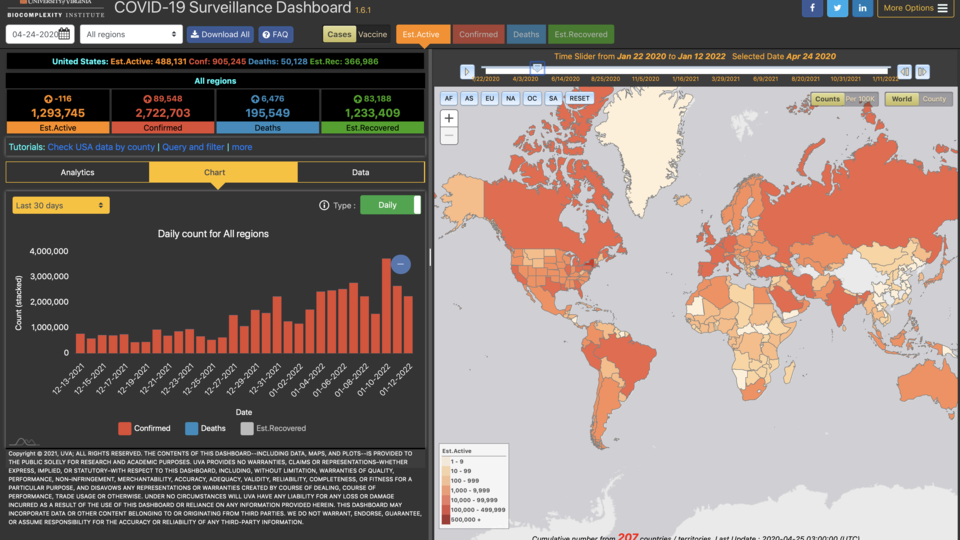 UNIVERSITY of VIRGINIA
BIOCOMPLEXITY INSTITUTE
COVID-19 Surveillance Dashboard 1.6.1
More Options
04-24-2020
All regions
Download All
FAQ
Cases Vaccine
Est.Active
Confirmed
Deaths
Est.Recovered
United States: Est.Active: 488,131 Conf: 905,245 Deaths: 50,128 Est.Rec: 366,986
All regions
-116 89,548 6,476 83,188
1,293,745 2,722,703 195,549 1,233,409
Est.Active Confirmed Deaths Est.Recovered
Tutorials: Check USA data by county | Query and filter | more
Analytics Chart Data
Last 30 days
Type : Daily
Daily count for All regions
Count (stacked)
4,000,000
3,000,000
2,000,000
1,000,000
0
12-13-2021 12-15-2021 12-17-2021 12-19-2021 12-21-2021 12-23-2021 12-25-2021 12-27-2021 12-29-2021 12-31-2021 01-02-2022 01-04-2022 01-06-2022 01-08-2022 01-10-2022 01-12-2022
Date
Confirmed Deaths Est.Recovered
Copyright © 2021, UVA; ALL RIGHTS RESERVED. THE CONTENTS OF THIS DASHBOARD--INCLUDING DATA, MAPS, AND PLOTS--IS PROVIDED TO
THE PUBLIC SOLELY FOR RESEARCH AND ACADEMIC PURPOSES. UVA PROVIDES NO WARRANTIES, CLAIMS OR REPRESENTATIONS-WHETHER
EXPRESS, IMPLIED, OR STATUTORY-WITH RESPECT TO THIS DASHBOARD, INCLUDING, WITHOUT LIMITATION, WARRANTIES OF QUALITY,
PERFORMANCE, NON-INFRINGEMENT, MERCHANTABILITY, ACCURACY, ADEQUACY, VALIDITY, RELIABILITY, COMPLETENESS, OR FITNESS FOR A
PARTICULAR PURPOSE, AND DISAVOWS ANY REPRESENTATIONS OR WARRANTIES CREATED BY COURSE OF DEALING, COURSE OF
PERFORMANCE, TRADE USAGE OR OTHERWISE. UNDER NO CIRCUMSTANCES WILL UVA HAVE ANY LIABILITY FOR ANY LOSS OR DAMAGE
INCURRED AS A RESULT OF THE USE OF THIS DASHBOARD OR RELIANCE ON ANY INFORMATION PROVIDED HEREIN. THIS DASHBOARD MAY
INCORPORATE DATA OR OTHER CONTENT BELONGING TO OR ORIGINATING FROM THIRD PARTIES. WE DO NOT WARRANT, ENDORSE, GUARANTEE,
OR ASSUME RESPONSIBILITY FOR THE ACCURACY OR RELIABILITY OF ANY THIRD-PARTY INFORMATION.
Time Slider from Jan 22 2020 to Jan 12 2022 Selected Date Apr 24 2020
/22/2020 4/3/2020 6/14/2020 8/25/2020 11/5/2020 1/16/2021 3/29/2021 6/9/2021 8/20/2021 10/31/2021 1/11/2022
AF AS EU NA OC SA RESET
Counts Per 100K World County
+
−
Est.Active
1 - 9
10 - 99
100 - 999
1,000 - 9,999
10,000 - 99,999
100,000 - 499,999
500,000 +
Cumulative number from 207 countries / territories. Last Update : 2020-04-25 03:00:00 (UTC)